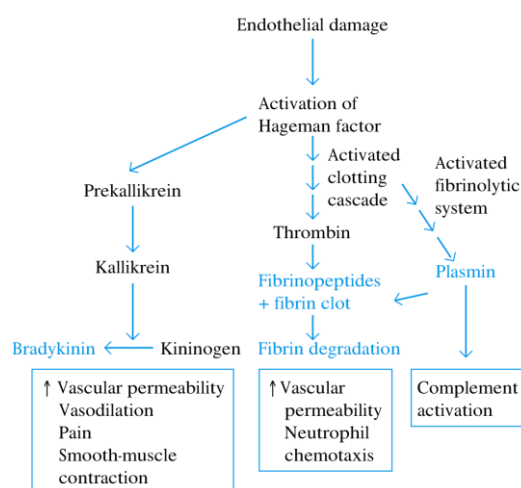 Endothelial damage
Activation of
Hageman factor
Activated
clotting
cascade
Activated
fibrinolytic
system
Prekallikrein
Thrombin
Kallikrein
Fibrinopeptides
+ fibrin clot
Plasmin
Bradykinin
Kininogen
Fibrin degradation
↑ Vascular permeability
Vasodilation
Pain
Smooth-muscle
contraction
↑ Vascular
permeability
Neutrophil
chemotaxis
Complement
activation